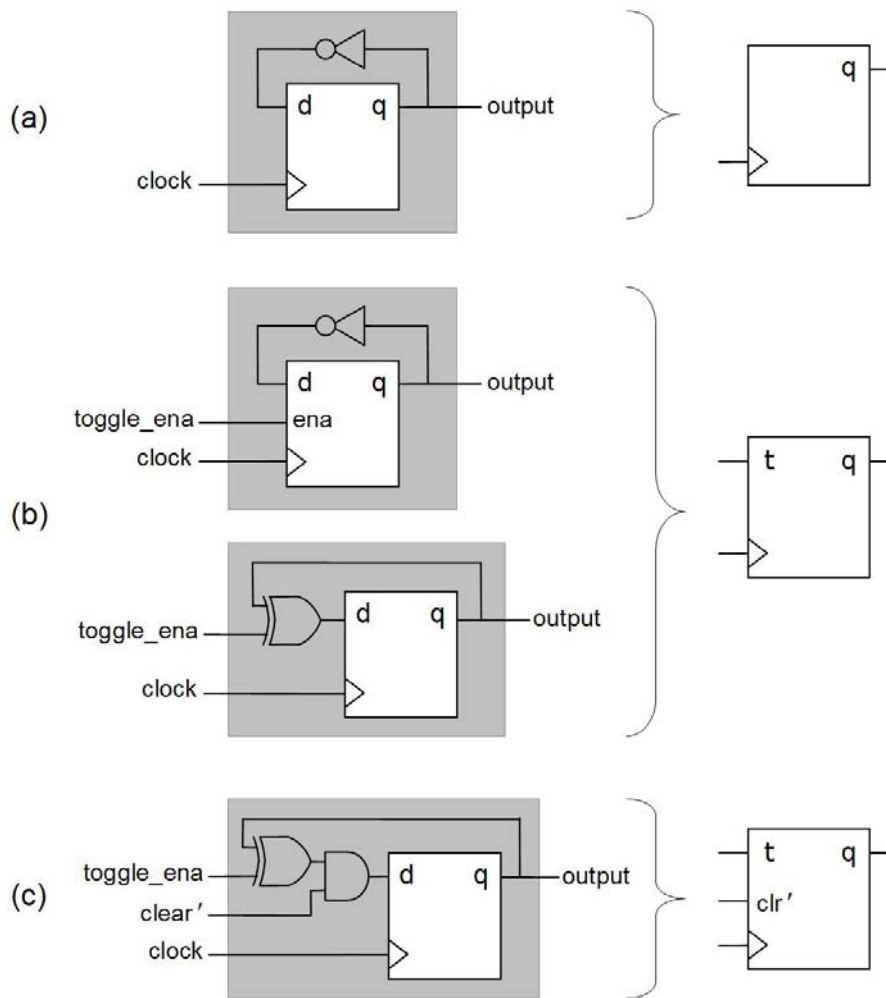 q
(a)
d q output
clock
d q output
toggle_ena ena
clock
t q
(b)
d q output
toggle_ena
clock
t q
d q output
toggle_ena
(c)
clear′
clr′
clock